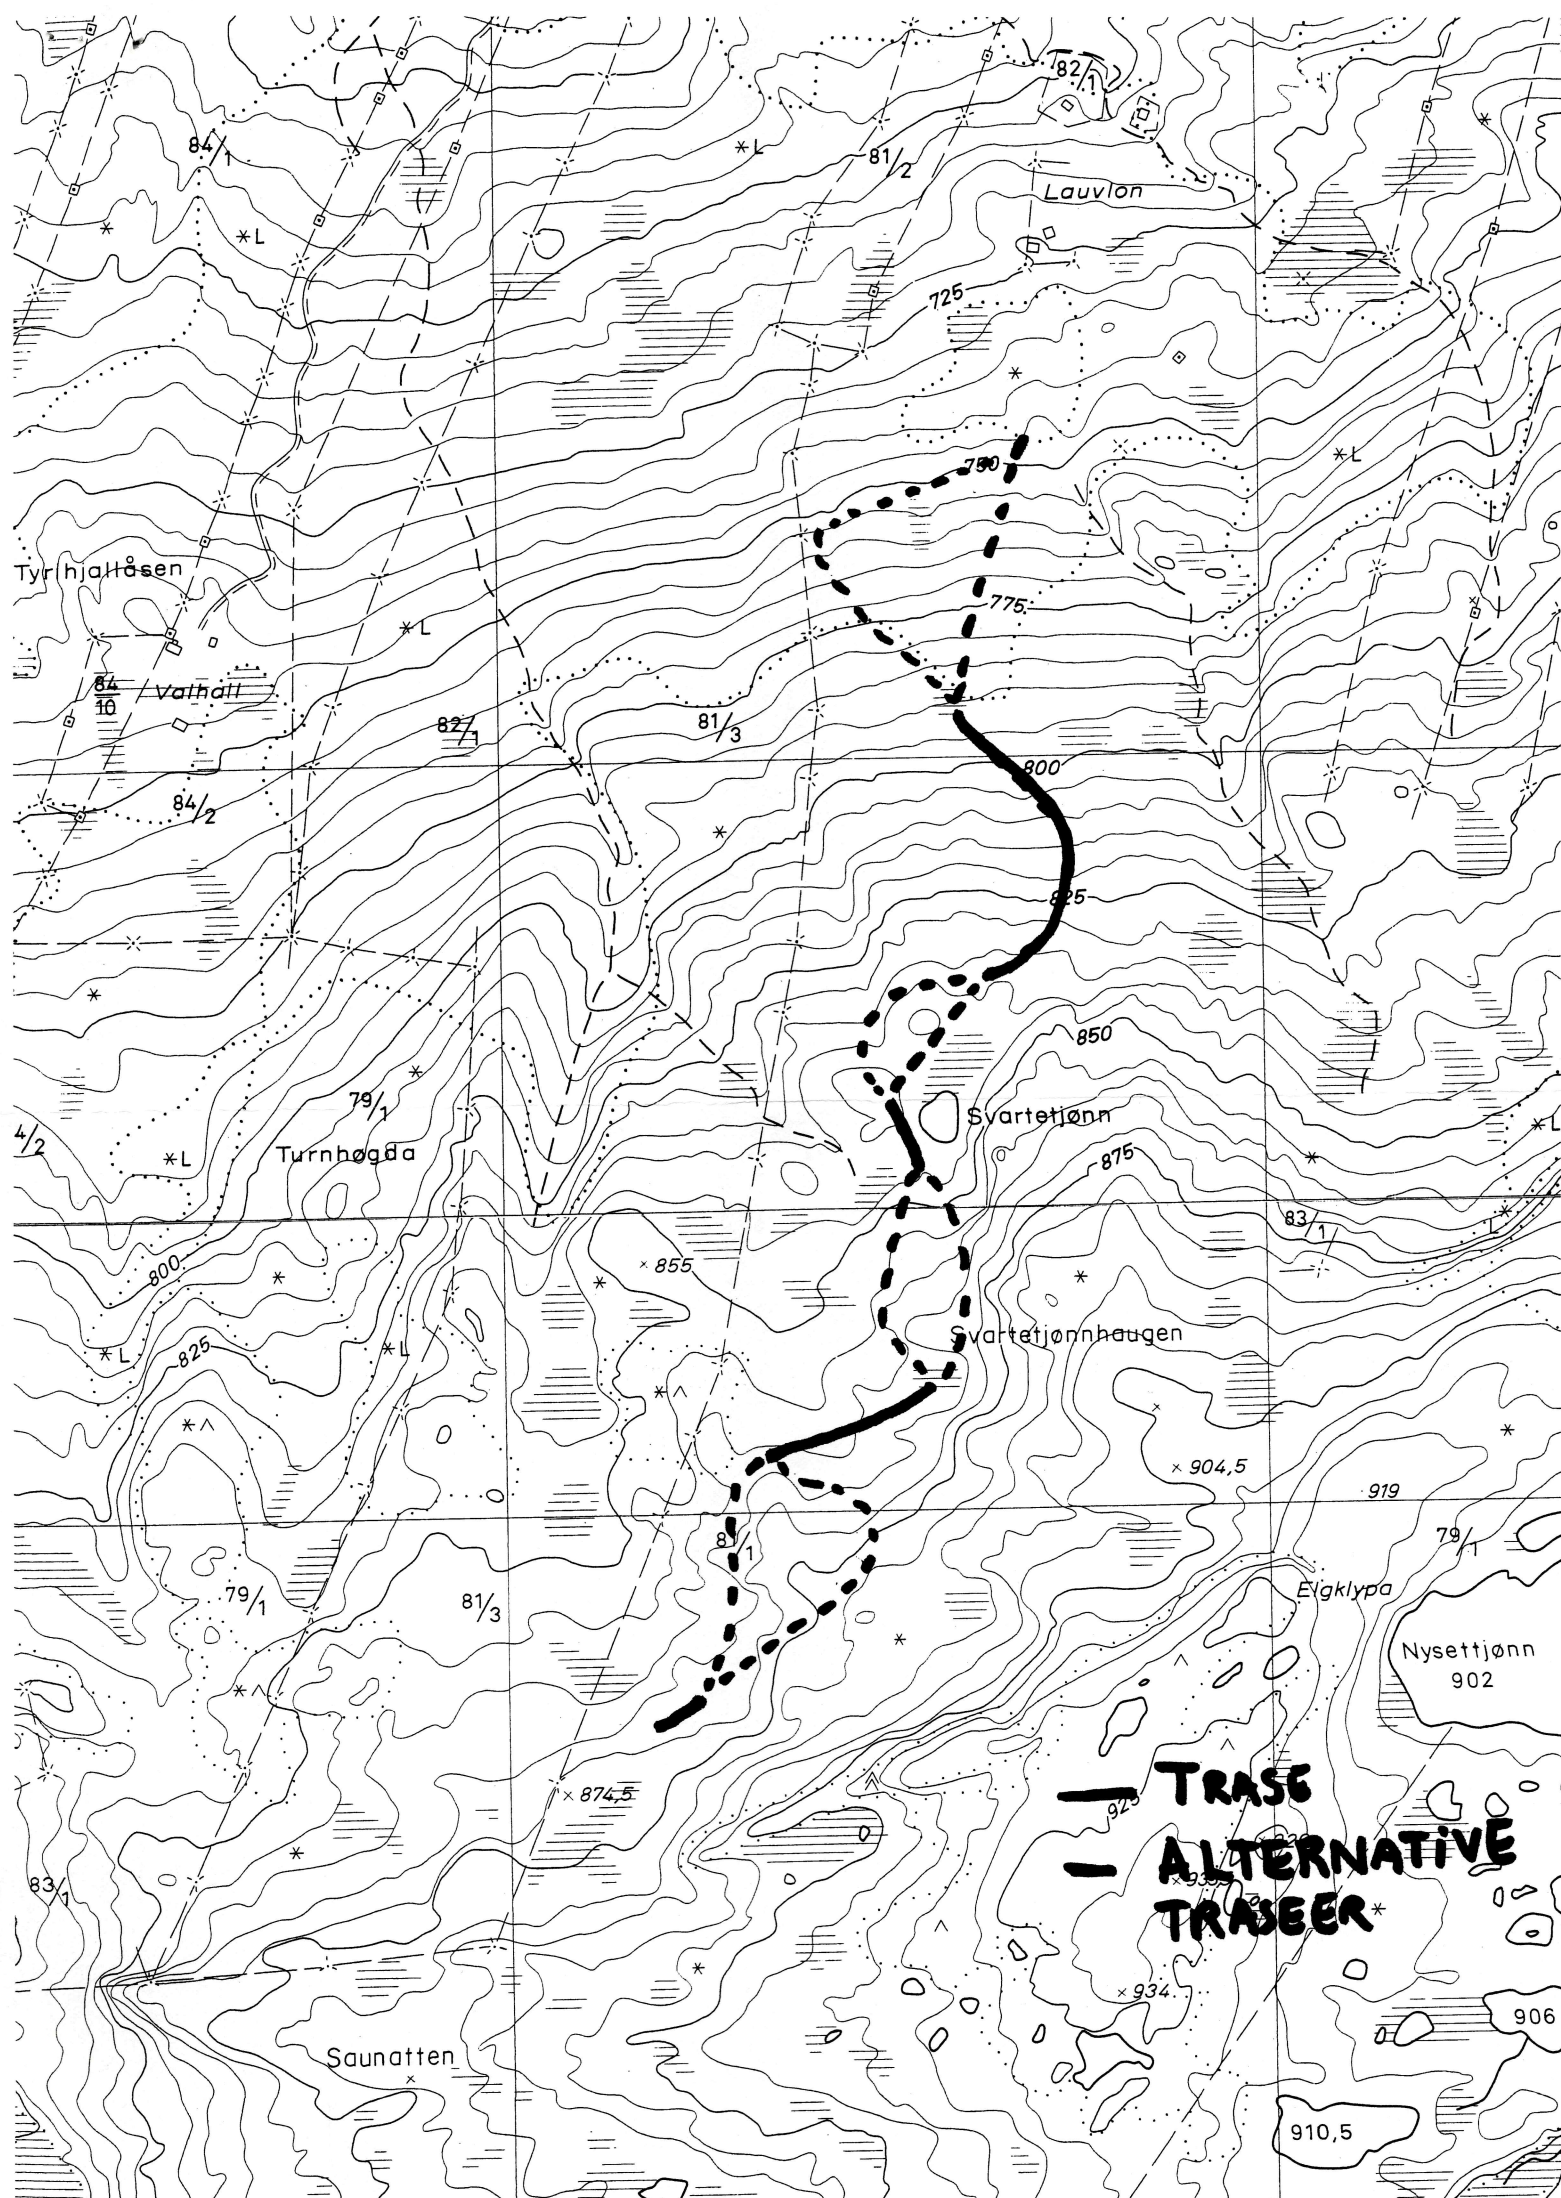 82/1
84/1
*L
81/2
Lauvlon
*L
725
*L
750
Tyrihjallåsen
775
*L
84
10
Valhall
82/1
81/3
800
84/2
825
850
79/1
Svartetjønn
4/2
*L
Turnhøgda
875
*L
83/1
800
855
Svartetjønnhaugen
*L
825
*L
904,5
919
79/1
Elgklypa
79/1
81/3
Nysettjønn
902
874,5
TRASE
925
ALTERNATIVE
TRASEER
83/1
934
906
Saunatten
910,5